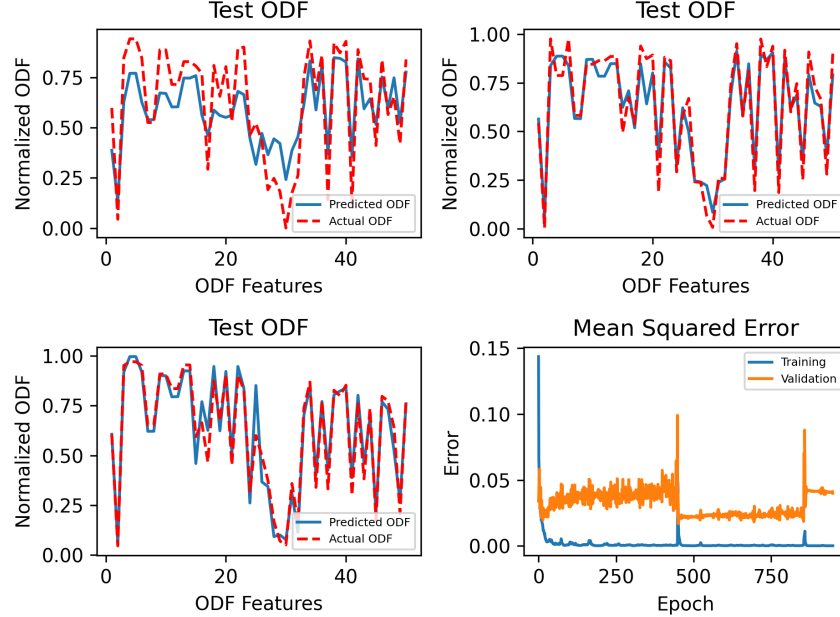 Test ODF
Normalized ODF
0.75
0.50
0.25
0.00
0
20
40
ODF Features
Predicted ODF
Actual ODF
Test ODF
Normalized ODF
1.00
0.75
0.50
0.25
0.00
0
20
40
ODF Features
Predicted ODF
Actual ODF
Test ODF
Normalized ODF
1.00
0.75
0.50
0.25
0.00
0
20
40
ODF Features
Predicted ODF
Actual ODF
Mean Squared Error
Error
0.15
0.10
0.05
0.00
0
250
500
750
Epoch
Training
Validation